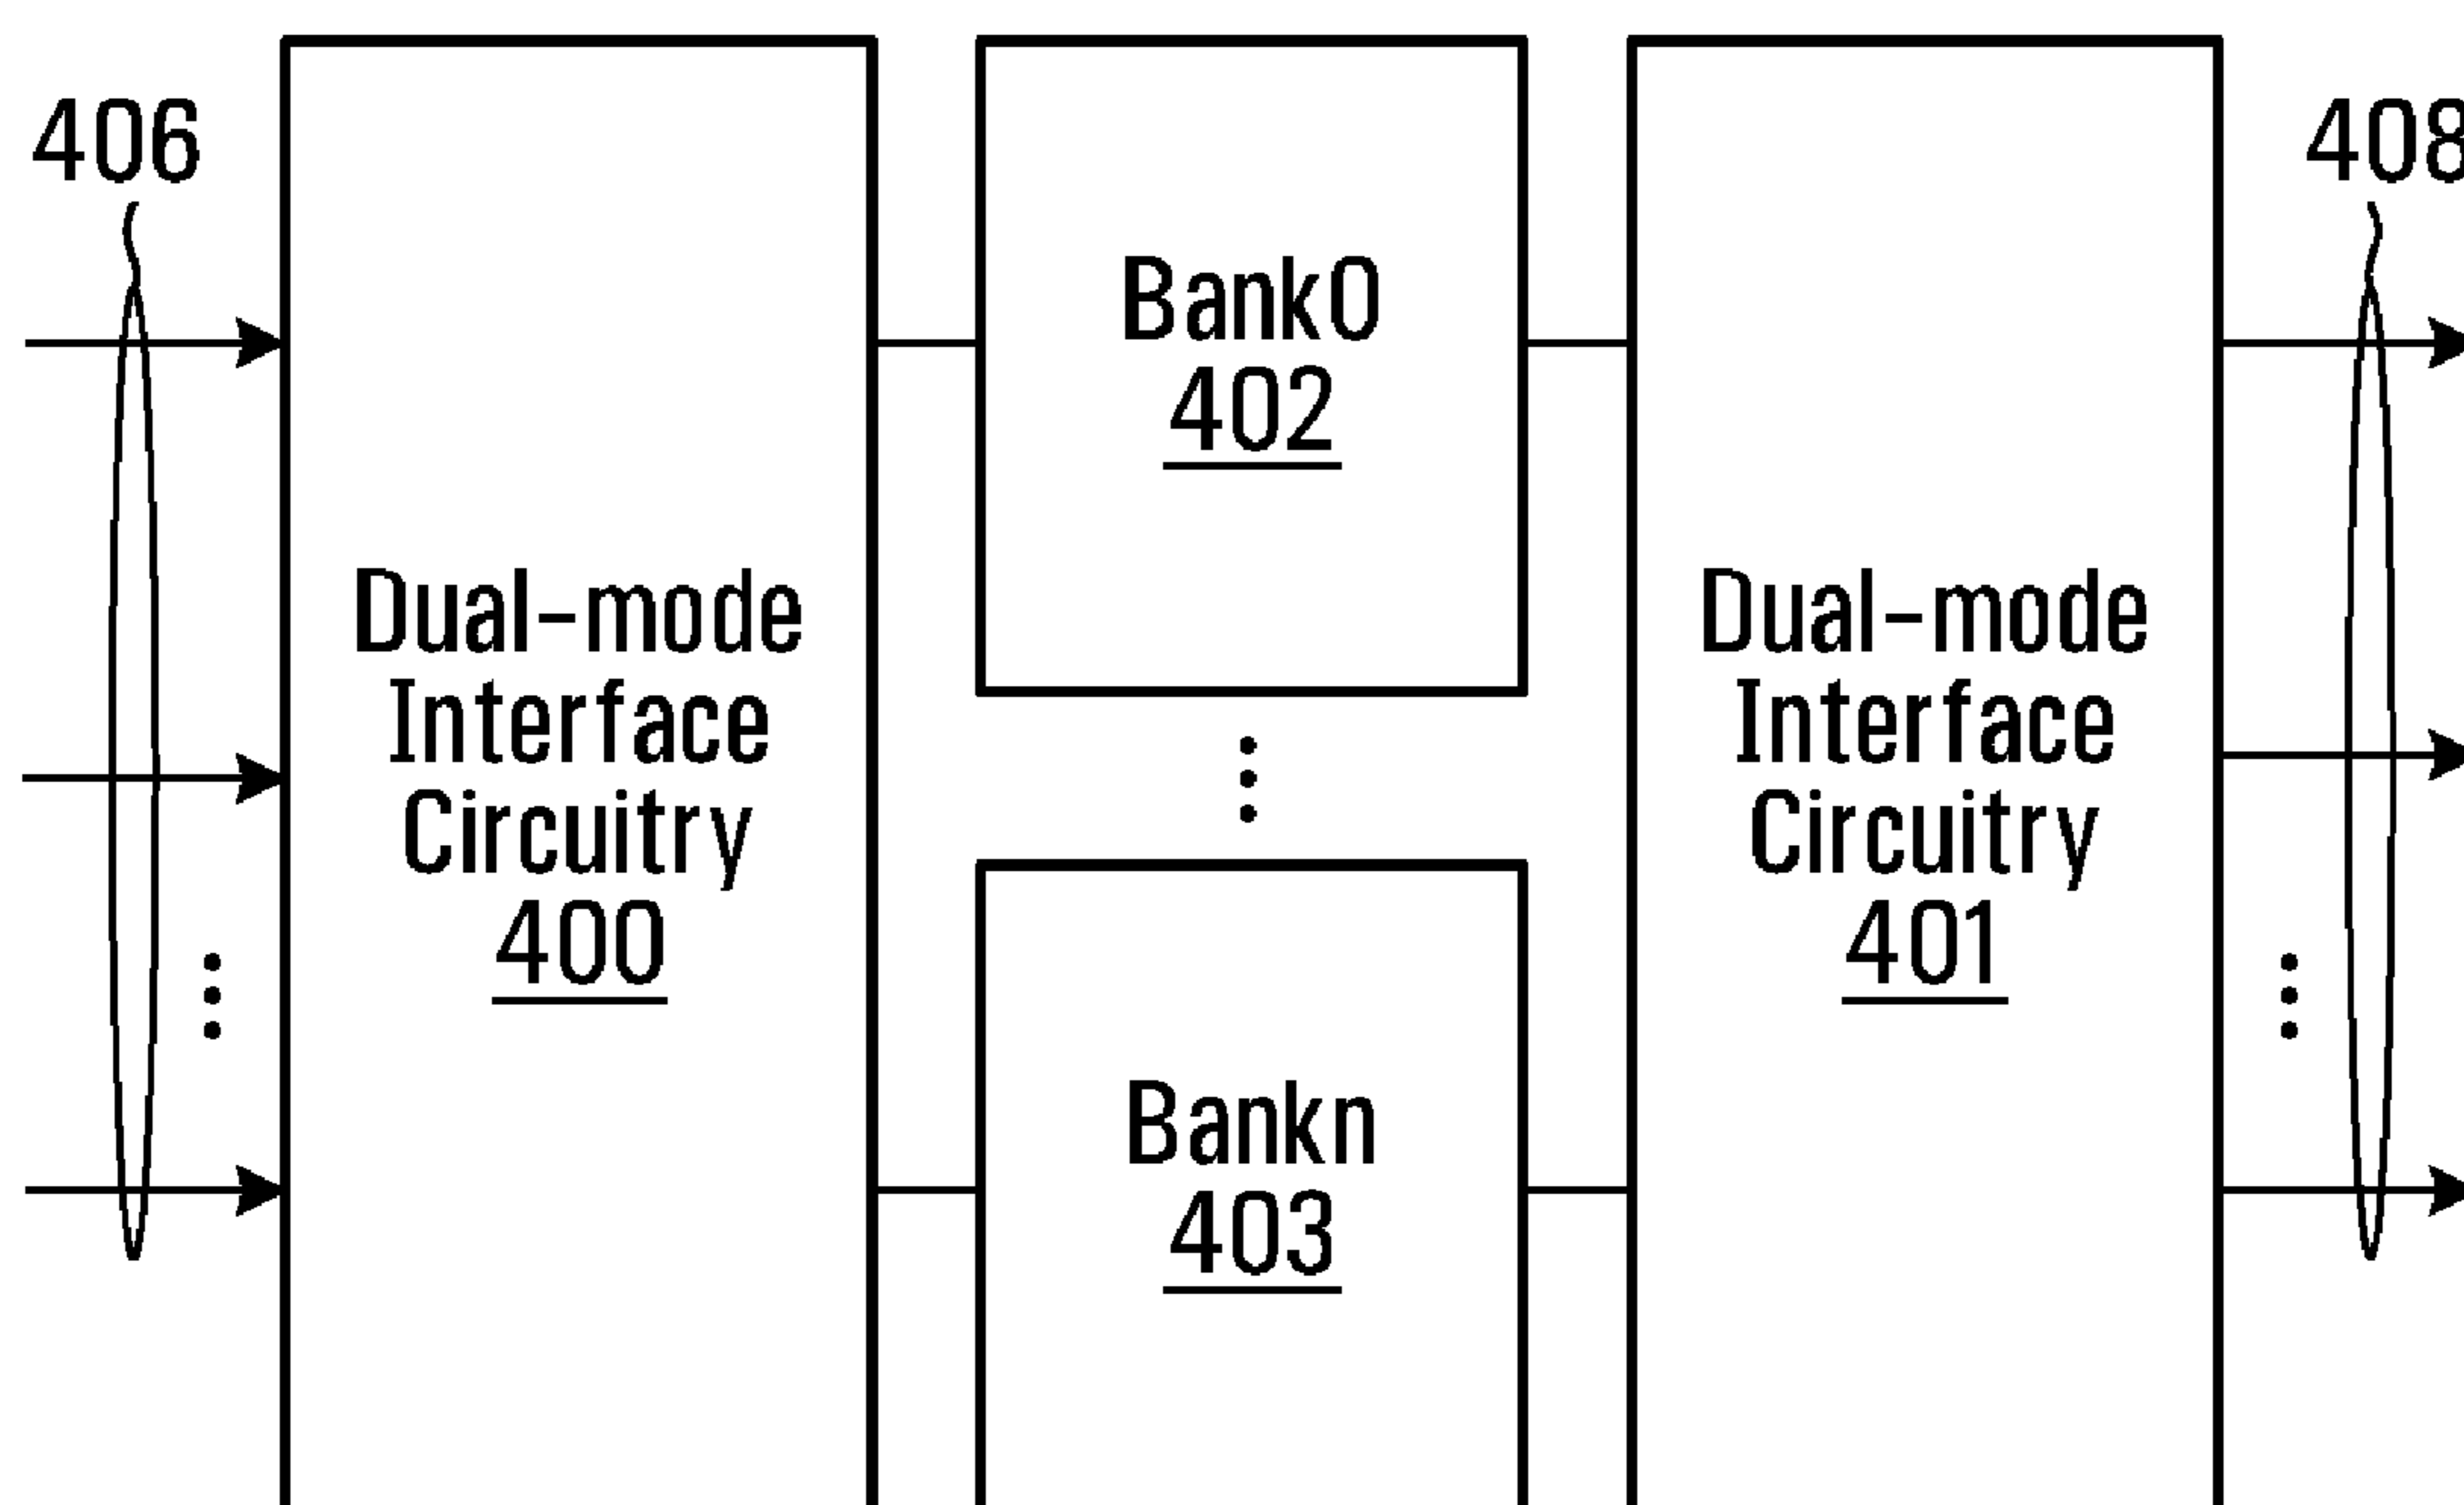 406
408
Bank0
402
Dual-mode
Interface
Circuitry
400
Dual-mode
Interface
Circuitry
401
Bankn
403